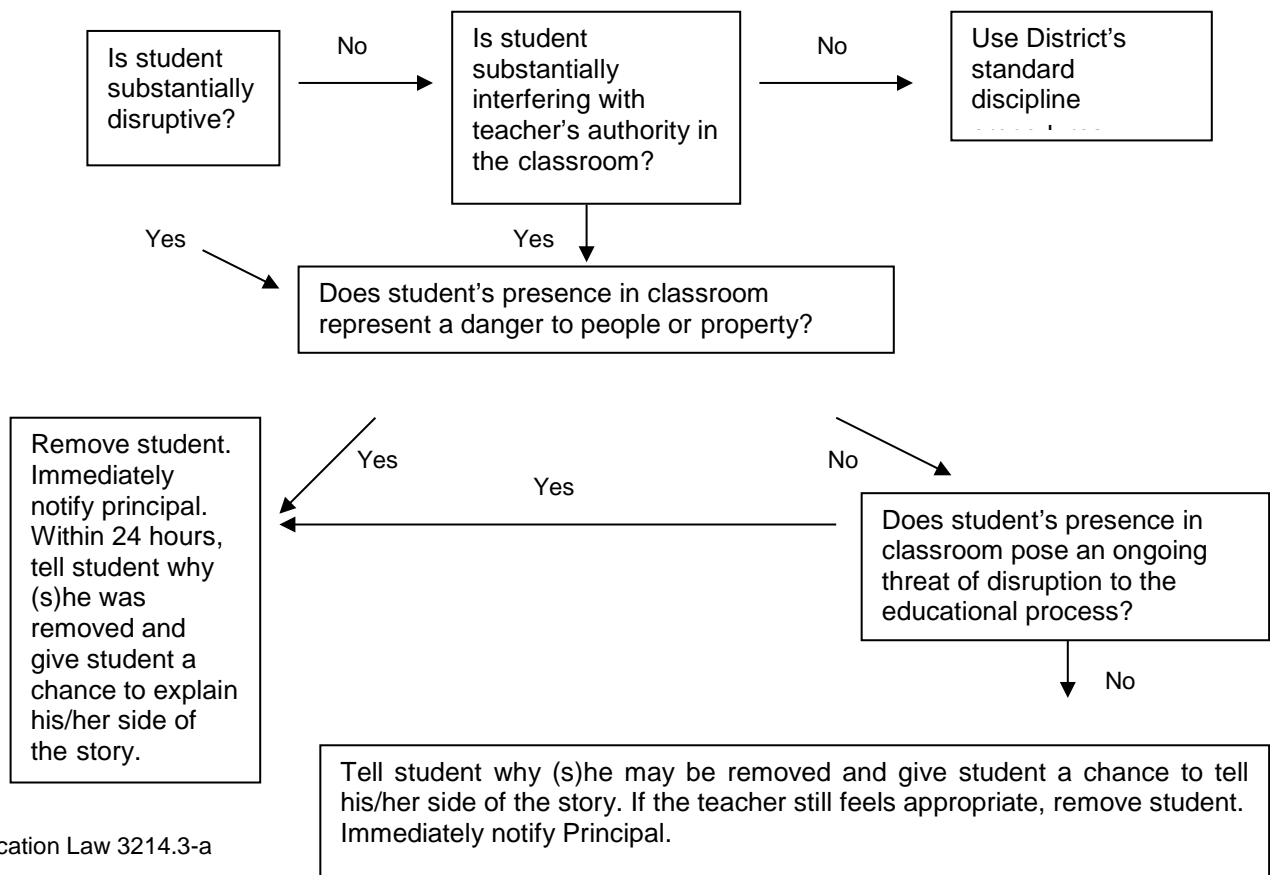 Is student
substantially
disruptive?
No
Is student
substantially
interfering with
teacher's authority in
the classroom?
No
Use District's
standard
discipline
Yes
Yes
Does student's presence in classroom
represent a danger to people or property?
Remove student.
Immediately
notify principal.
Within 24 hours,
tell student why
(s)he was
removed and
give student a
chance to explain
his/her side of
the story.
Yes
No
Yes
Does student's presence in
classroom pose an ongoing
threat of disruption to the
educational process?
No
Tell student why (s)he may be removed and give student a chance to tell
his/her side of the story. If the teacher still feels appropriate, remove student.
Immediately notify Principal.
cation Law 3214.3-a